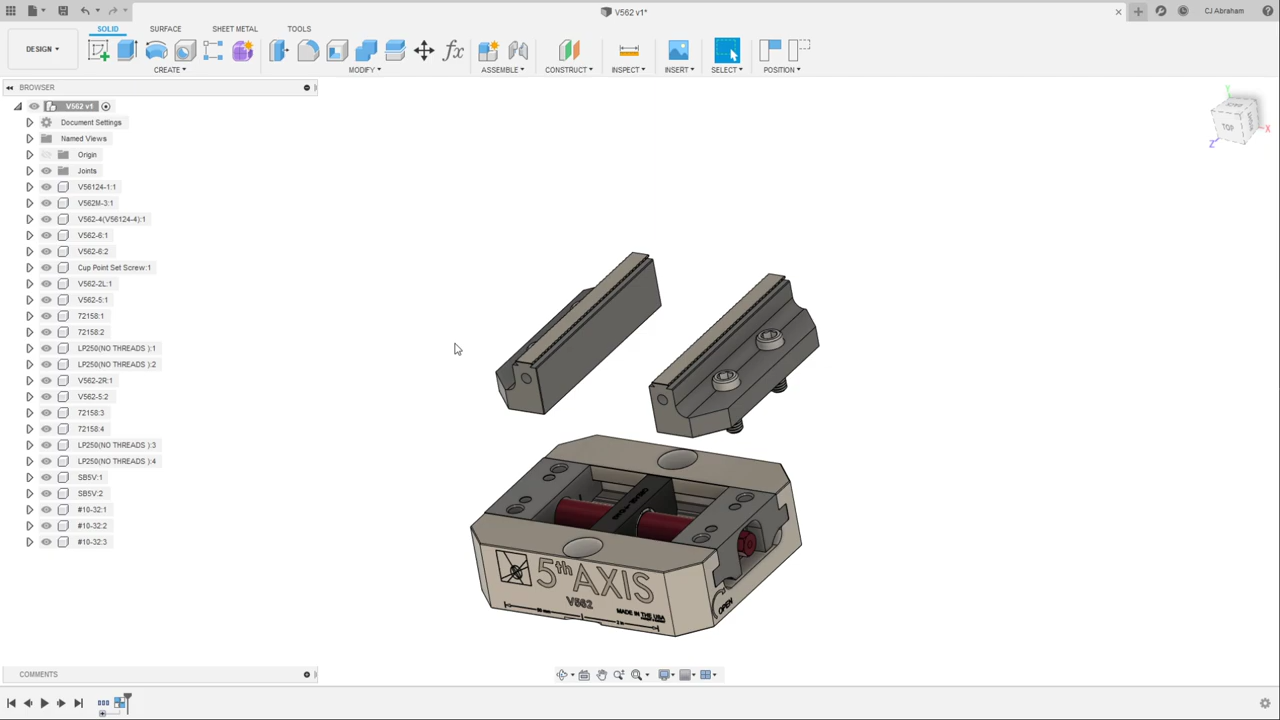 V562 v1*
CJ Abraham
DESIGN
SOLID
SURFACE
SHEET METAL
TOOLS
CREATE
MODIFY
ASSEMBLE
CONSTRUCT
INSPECT
INSERT
SELECT
POSITION
BROWSER
V562 v1
Document Settings
Named Views
Origin
Joints
V56124-1:1
V562M-3:1
V562-4(V56124-4):1
V562-6:1
V562-6:2
Cup Point Set Screw:1
V562-2L:1
V562-5:1
72158:1
72158:2
LP250(NO THREADS ):1
LP250(NO THREADS ):2
V562-2R:1
V562-5:2
72158:3
72158:4
LP250(NO THREADS ):3
LP250(NO THREADS ):4
SB5V:1
SB5V:2
#10-32:1
#10-32:2
#10-32:3
Y
X
Z
TOP
5th AXIS
V562
MADE IN THE USA
OPEN
COMMENTS